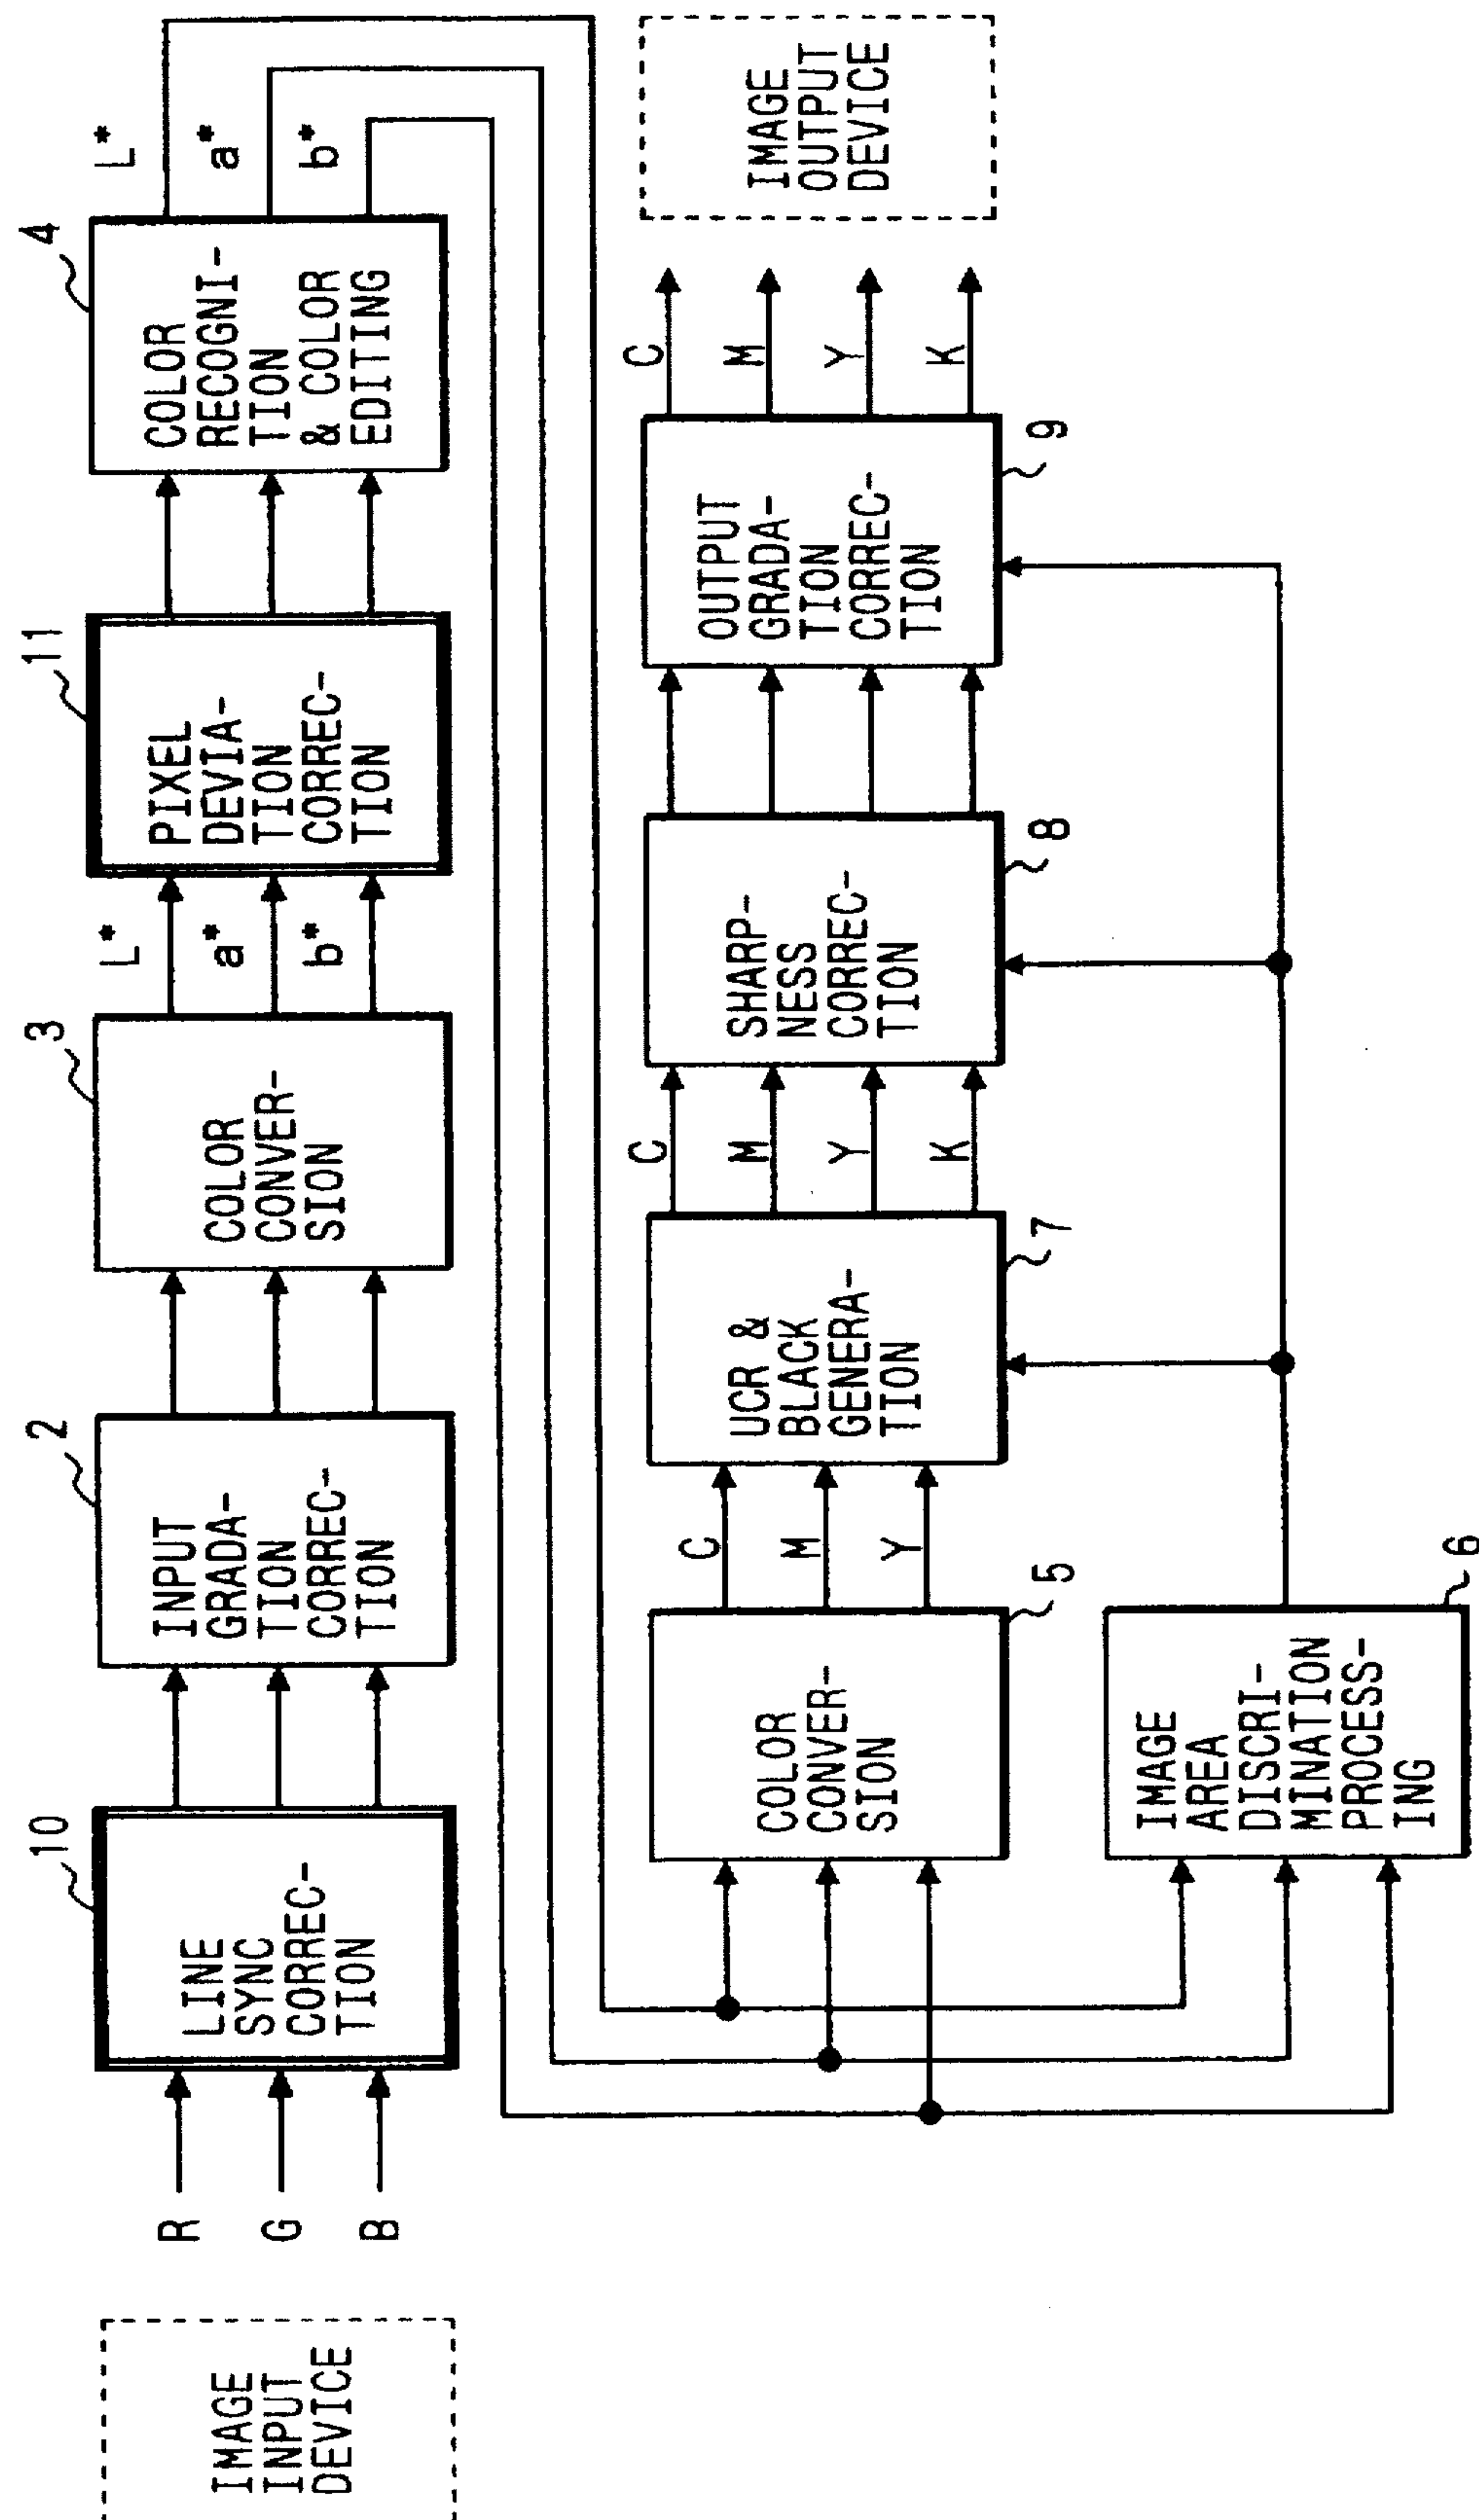 IMAGE
INPUT
DEVICE
R
G
B
10
LINE
SYNC
CORREC-
TION
2
INPUT
GRADA-
TION
CORREC-
TION
3
COLOR
CONVER-
SION
L*
a*
b*
11
PIXEL
DEVIA-
TION
CORREC-
TION
4
COLOR
RECOGNI-
TION
& COLOR
EDITING
L*
a*
b*
COLOR
CONVER-
SION
5
C
M
Y
UCR &
BLACK
GENERA-
TION
7
C
M
Y
K
SHARP-
NESS
CORREC-
TION
8
OUTPUT
GRADA-
TION
CORREC-
TION
9
C
M
Y
K
IMAGE
OUTPUT
DEVICE
IMAGE
AREA
DISCRI-
MINATION
PROCESS-
ING
6